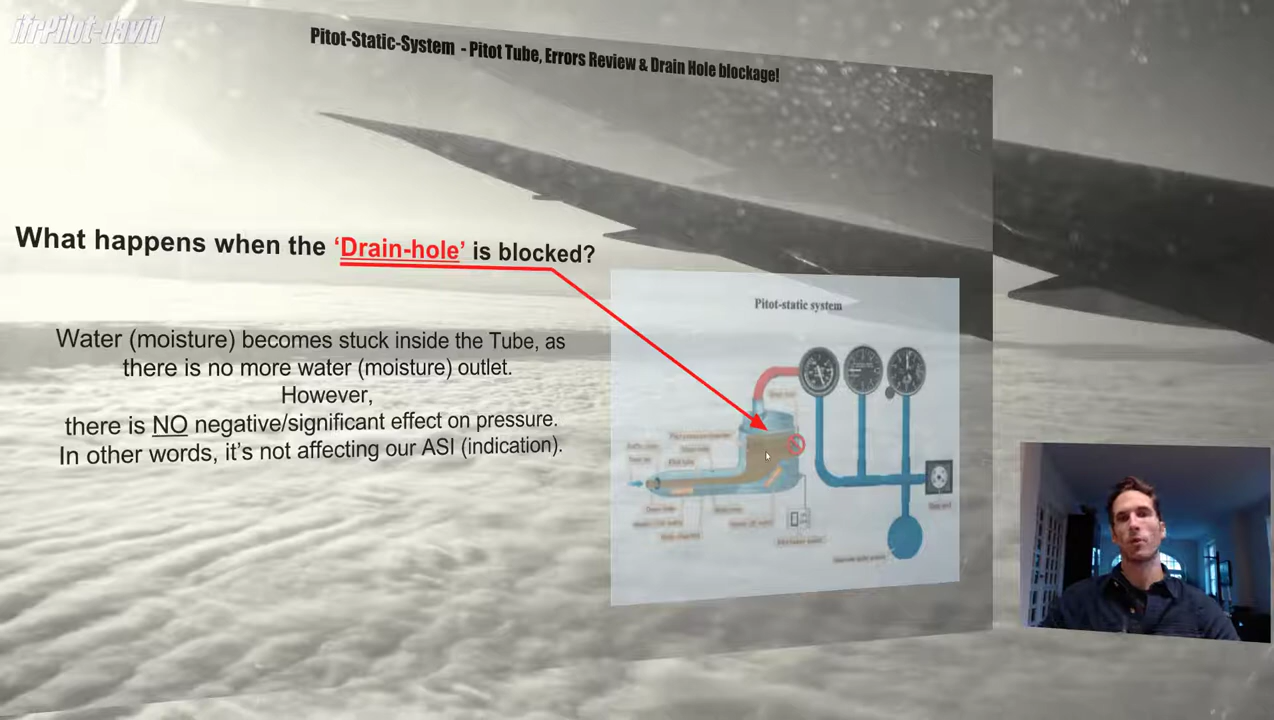 ifrPilot-david
Pitot-Static-System - Pitot Tube, Errors Review & Drain Hole blockage!
What happens when the ‘Drain-hole’ is blocked?
Water (moisture) becomes stuck inside the Tube, as
there is no more water (moisture) outlet.
However,
there is NO negative/significant effect on pressure.
In other words, it’s not affecting our ASI (indication).
Pitot-static system